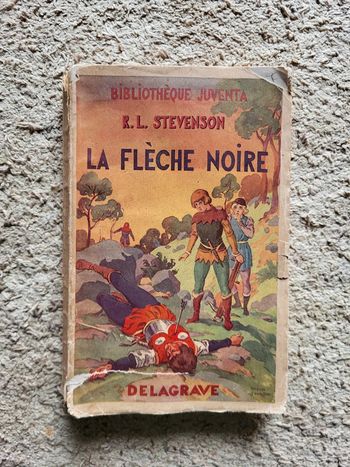 BIBLIOTHÈQUE JUVENTA
R.L. STEVENSON
LA FLÈCHE NOIRE
DELAGRAVE